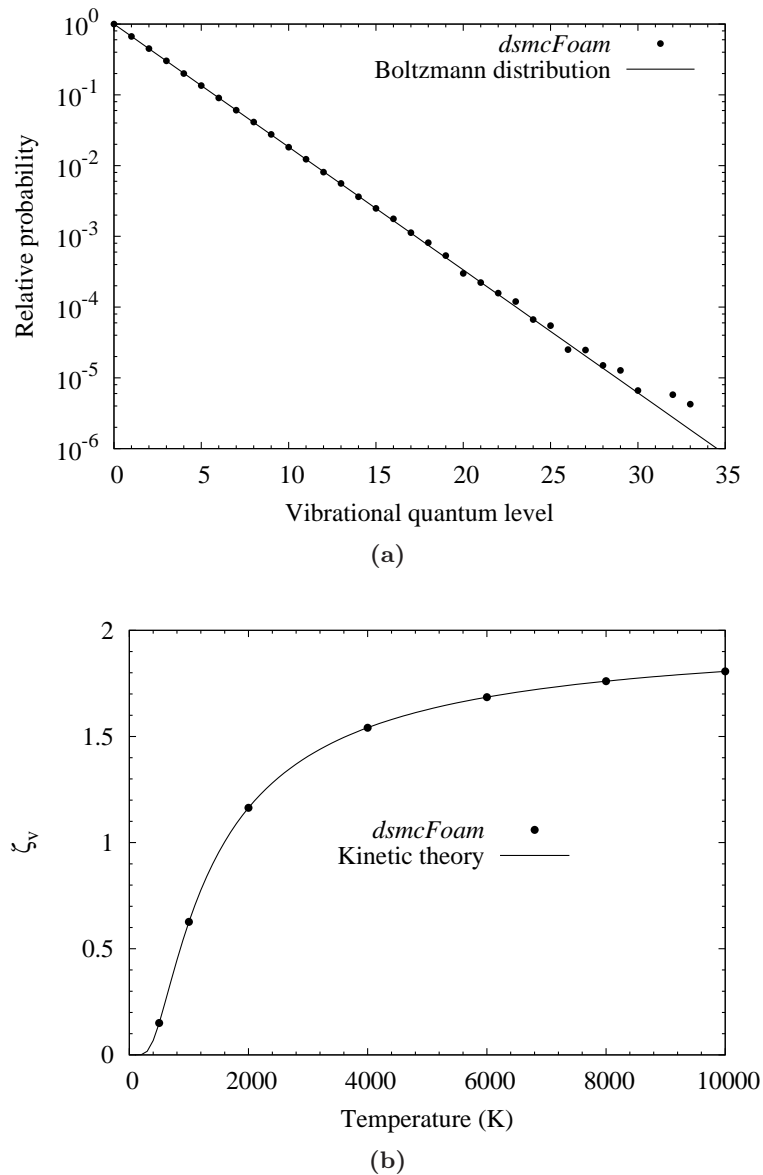 10^0
10^-1
10^-2
10^-3
10^-4
10^-5
10^-6
Relative probability
dsmcFoam
Boltzmann distribution
0 5 10 15 20 25 30 35
Vibrational quantum level
(a)
2
1.5
1
0.5
0
ζv
dsmcFoam
Kinetic theory
0 2000 4000 6000 8000 10000
Temperature (K)
(b)